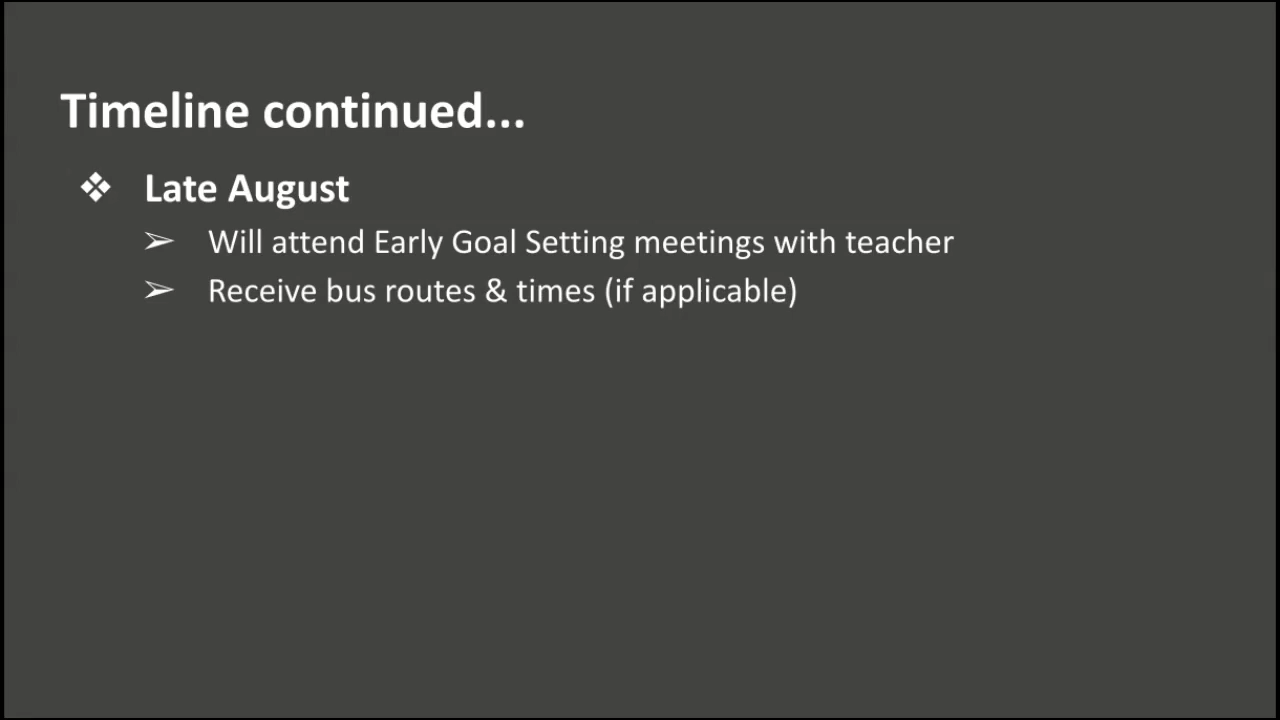 Timeline continued...
❖ Late August
➢ Will attend Early Goal Setting meetings with teacher
➢ Receive bus routes & times (if applicable)